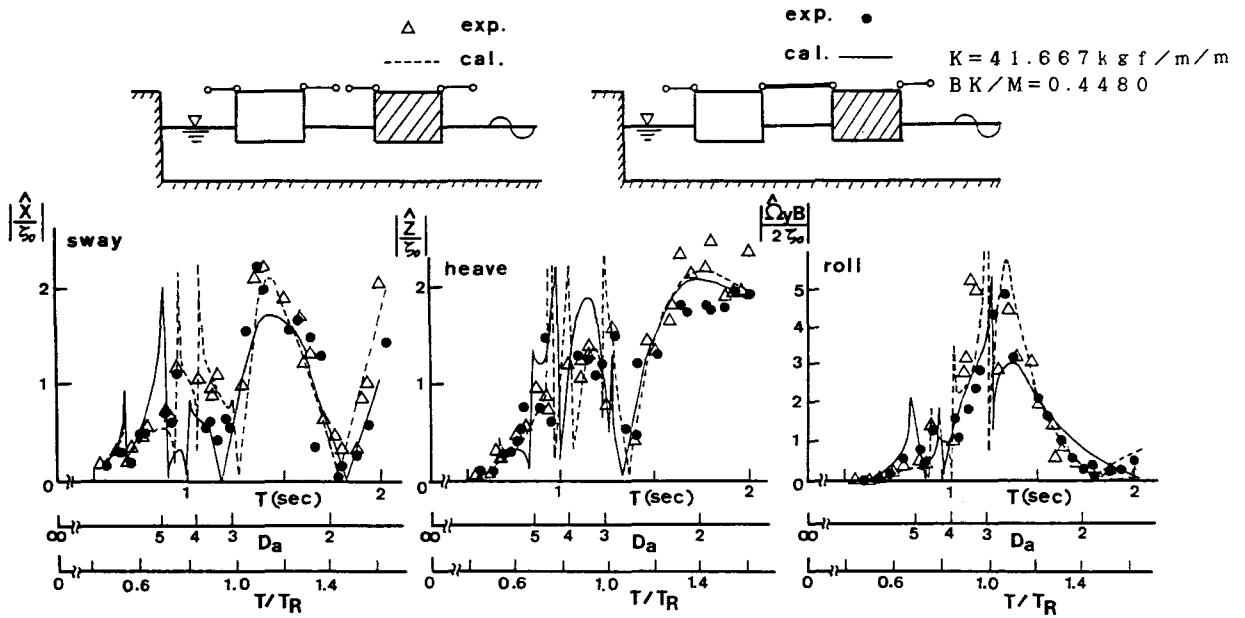 △ exp.
----- cal.
exp. ●
cal. —— K=41.667kgf/m/m
BK/M=0.4480
|X̂/ζ₀|
sway
2
1
0
1
2
T(sec)
∞ 5 4 3 2
Da
0 0.6 1.0 1.4
T/TR
|Ẑ/ζ₀|
heave
2
1
0
1
2
T(sec)
∞ 5 4 3 2
Da
0 0.6 1.0 1.4
T/TR
|Ω̂yB/2ζ₀|
roll
5
4
3
2
1
0
1
2
T(sec)
∞ 5 4 3 2
Da
0 0.6 1.0 1.4
T/TR